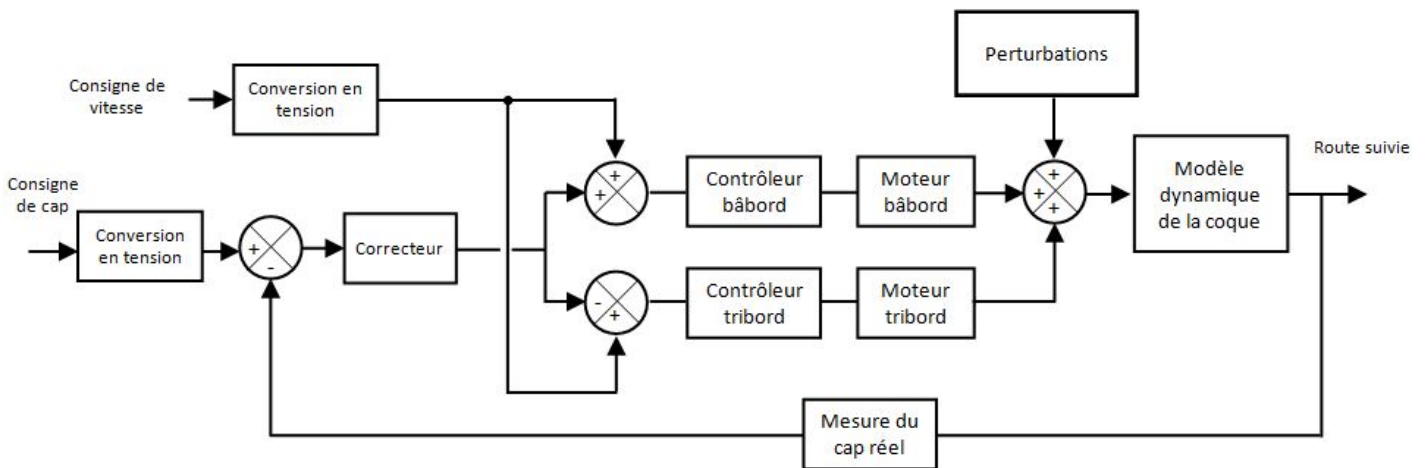 Perturbations
Consigne de
vitesse
Conversion en
tension
Route suivie
Consigne
de cap
Conversion
en tension
+
-
Correcteur
+
+
Contrôleur
bâbord
Moteur
bâbord
+
+
+
Modèle
dynamique
de la coque
-
+
Contrôleur
tribord
Moteur
tribord
Mesure du
cap réel